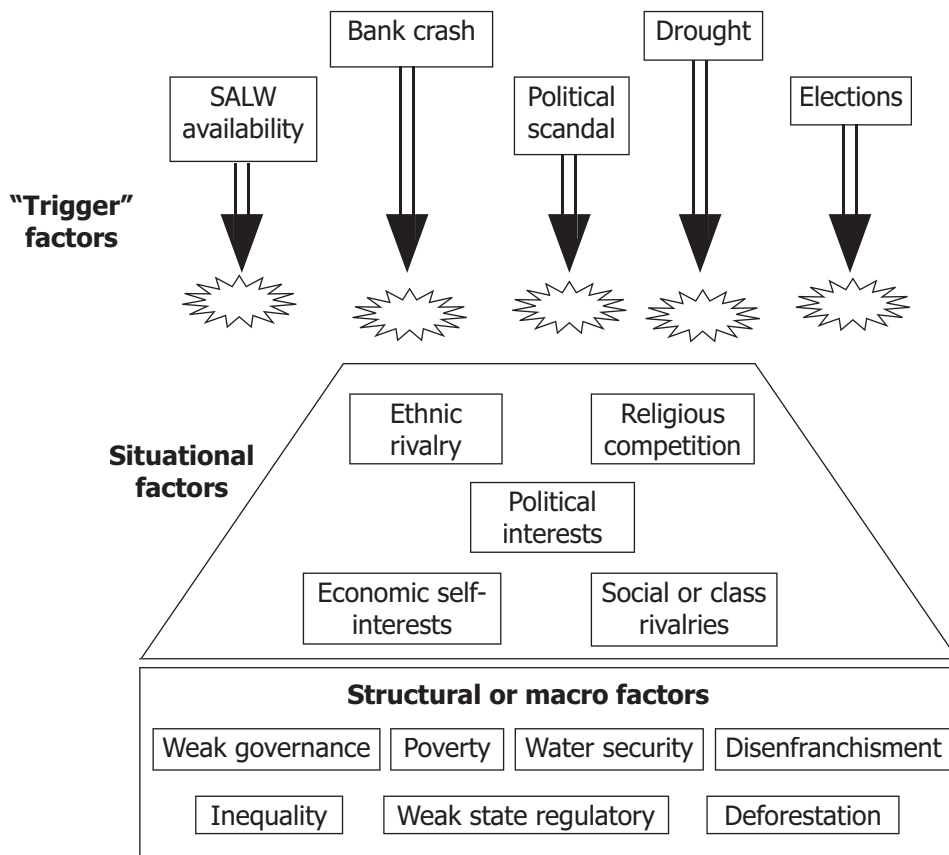 Bank crash
Drought
SALW
availability
Political
scandal
Elections
“Trigger”
factors
Ethnic
rivalry
Religious
competition
Situational
factors
Political
interests
Economic self-
interests
Social or class
rivalries
Structural or macro factors
Weak governance
Poverty
Water security
Disenfranchisment
Inequality
Weak state regulatory
Deforestation